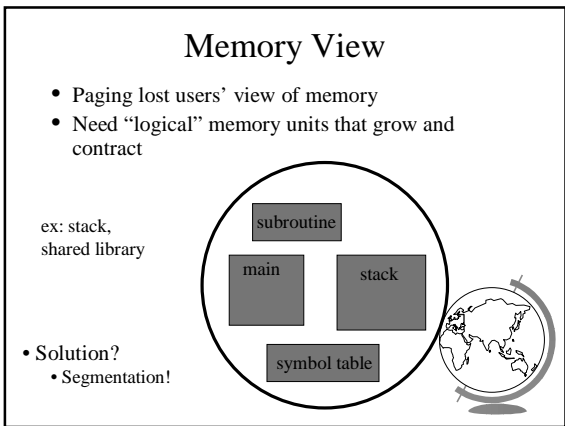 Memory View
• Paging lost users’ view of memory
• Need “logical” memory units that grow and
contract
ex: stack,
shared library
subroutine
main
stack
symbol table
• Solution?
• Segmentation!